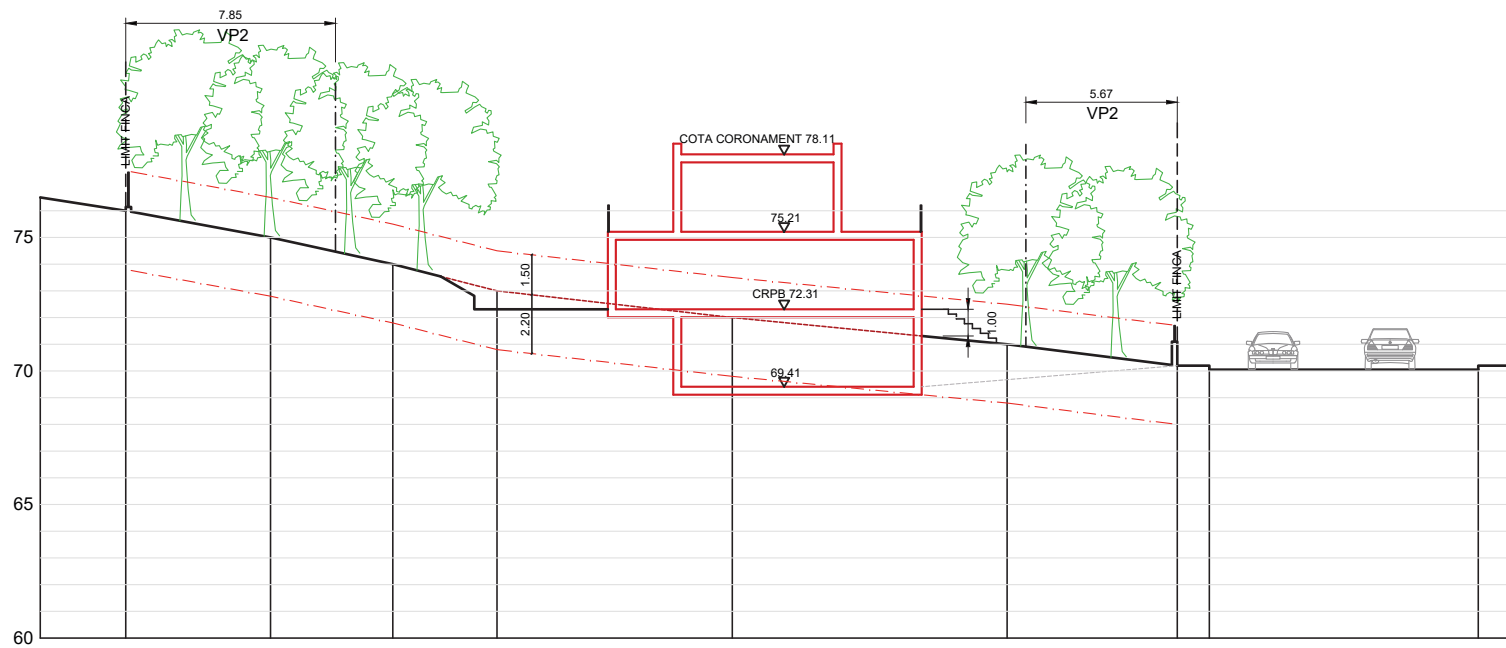 7.85
VP2
5.67
VP2
LIMIT FINCA
COTA CORONAMENT 78.11
75.21
LIMIT FINCA
1.50
CRPB 72.31
2.20
1.00
69.41
75
70
65
60